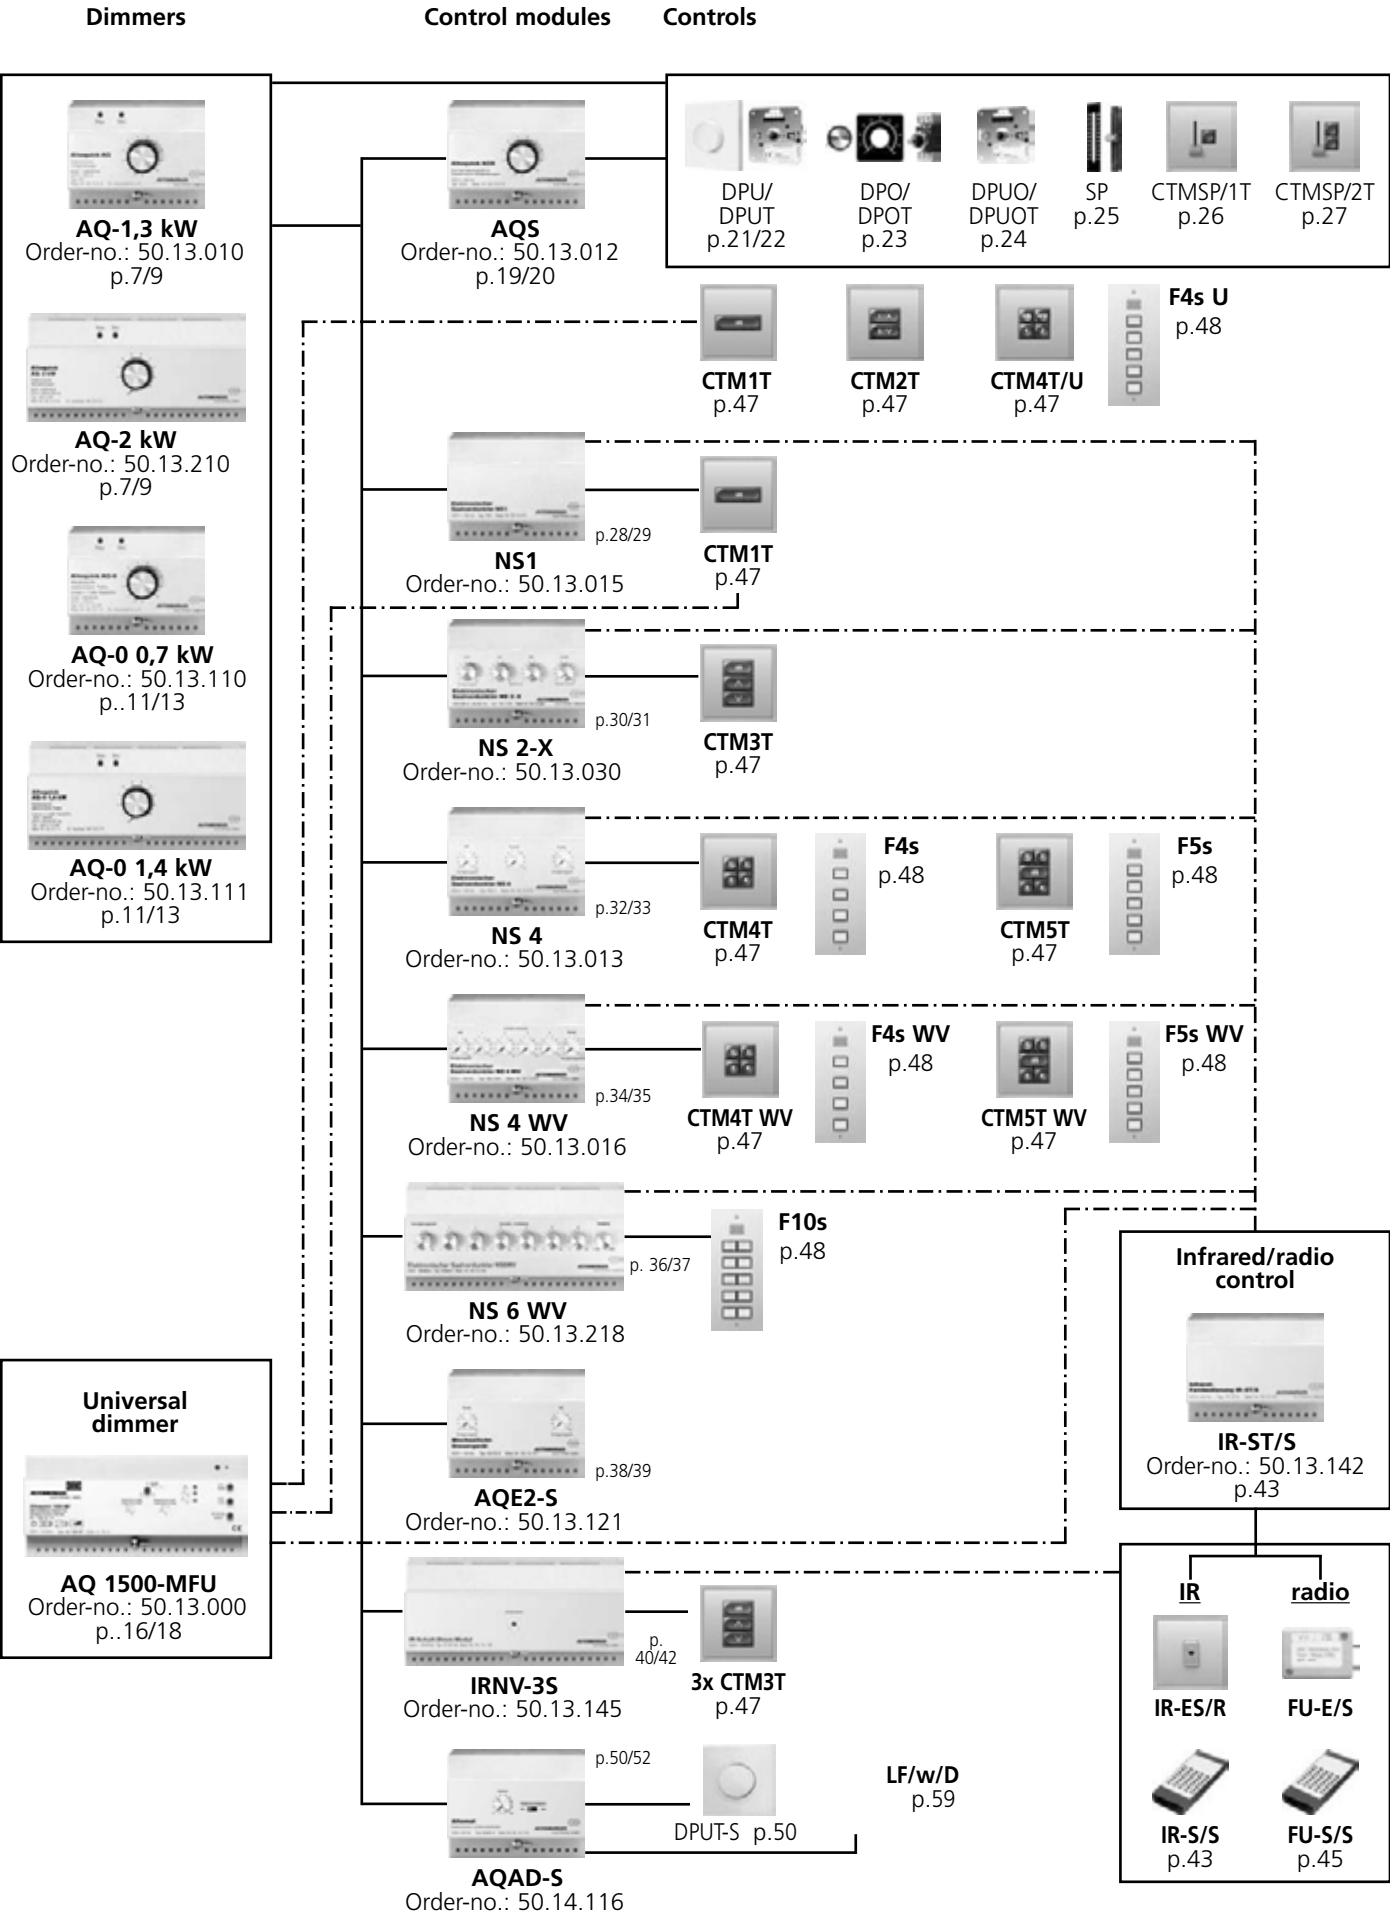 Dimmers
Control modules
Controls
AQ-1,3 kW
Order-no.: 50.13.010
p.7/9
AQ-2 kW
Order-no.: 50.13.210
p.7/9
AQ-0 0,7 kW
Order-no.: 50.13.110
p..11/13
AQ-0 1,4 kW
Order-no.: 50.13.111
p.11/13
Universal
dimmer
AQ 1500-MFU
Order-no.: 50.13.000
p..16/18
AQS
Order-no.: 50.13.012
p.19/20
DPU/
DPUT
p.21/22
DPO/
DPOT
p.23
DPUO/
DPUOT
p.24
SP
p.25
CTMSP/1T
p.26
CTMSP/2T
p.27
CTM1T
p.47
CTM2T
p.47
CTM4T/U
p.47
F4s U
p.48
p.28/29
NS1
Order-no.: 50.13.015
CTM1T
p.47
p.30/31
NS 2-X
Order-no.: 50.13.030
CTM3T
p.47
p.32/33
NS 4
Order-no.: 50.13.013
CTM4T
p.47
F4s
p.48
CTM5T
p.47
F5s
p.48
p.34/35
NS 4 WV
Order-no.: 50.13.016
CTM4T WV
p.47
F4s WV
p.48
CTM5T WV
p.47
F5s WV
p.48
p. 36/37
NS 6 WV
Order-no.: 50.13.218
F10s
p.48
p.38/39
AQE2-S
Order-no.: 50.13.121
p.
40/42
IRNV-3S
Order-no.: 50.13.145
3x CTM3T
p.47
p.50/52
AQAD-S
Order-no.: 50.14.116
DPUT-S p.50
LF/w/D
p.59
Infrared/radio
control
IR-ST/S
Order-no.: 50.13.142
p.43
IR
radio
IR-ES/R
FU-E/S
IR-S/S
p.43
FU-S/S
p.45